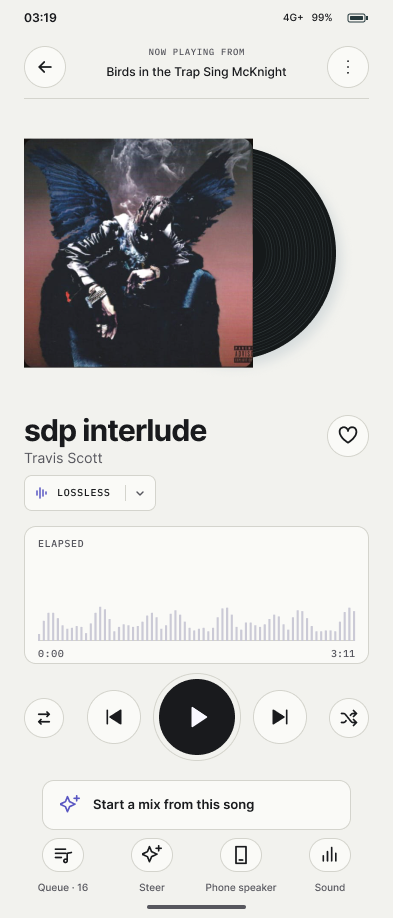 03:19
4G+ 99%
NOW PLAYING FROM
Birds in the Trap Sing McKnight
sdp interlude
Travis Scott
LOSSLESS
ELAPSED
0:00
3:11
Start a mix from this song
Queue · 16
Steer
Phone speaker
Sound